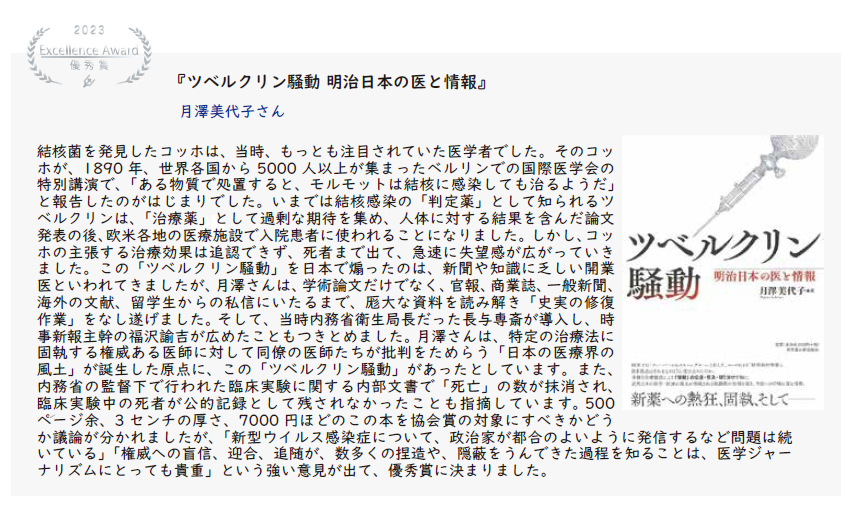 2023
Excellence Award
優秀賞
『ツベルクリン騒動 明治日本の医と情報』
月澤美代子さん
結核菌を発見したコッホは、当時、もっとも注目されていた医学者でした。そのコッ
ホが、1890 年、世界各国から 5000 人以上が集まったベルリンでの国際医学会の
特別講演で、「ある物質で処置すると、モルモットは結核に感染しても治るようだ」
と報告したのがはじまりでした。いまでは結核感染の「判定薬」として知られるツ
ベルクリンは、「治療薬」として過剰な期待を集め、人体に対する結果を含んだ論文
発表の後、欧米各地の医療施設で入院患者に使われることになりました。しかし、コッ
ホの主張する治療効果は追認できず、死者まで出て、急速に失望感が広がっていき
ました。この「ツベルクリン騒動」を日本で煽ったのは、新聞や知識に乏しい開業
医といわれてきましたが、月澤さんは、学術論文だけでなく、官報、商業誌、一般新聞、
海外の文献、留学生からの私信にいたるまで、厖大な資料を読み解き「史実の修復
作業」をなし遂げました。そして、当時内務省衛生局長だった長与専斎が導入し、時
事新報主幹の福沢諭吉が広めたこともつきとめました。月澤さんは、特定の治療法に
固執する権威ある医師に対して同僚の医師たちが批判をためらう「日本の医療界の
風土」が誕生した原点に、この「ツベルクリン騒動」があったとしています。また、
内務省の監督下で行われた臨床実験に関する内部文書で「死亡」の数が抹消され、
臨床実験中の死者が公的記録として残されなかったことも指摘しています。500
ページ余、3 センチの厚さ、7000 円ほどのこの本を協会賞の対象にすべきかどう
か議論が分かれましたが、「新型ウイルス感染症について、政治家が都合のよいように発信するなど問題は続
いている」「権威への盲信、迎合、追随が、数多くの捏造や、隠蔽をうんできた過程を知ることは、医学ジャー
ナリズムにとっても貴重」という強い意見が出て、優秀賞に決まりました。
ツベルクリン
騒動
明治日本の医と情報
月澤美代子
新薬への熱狂、固執、そして――